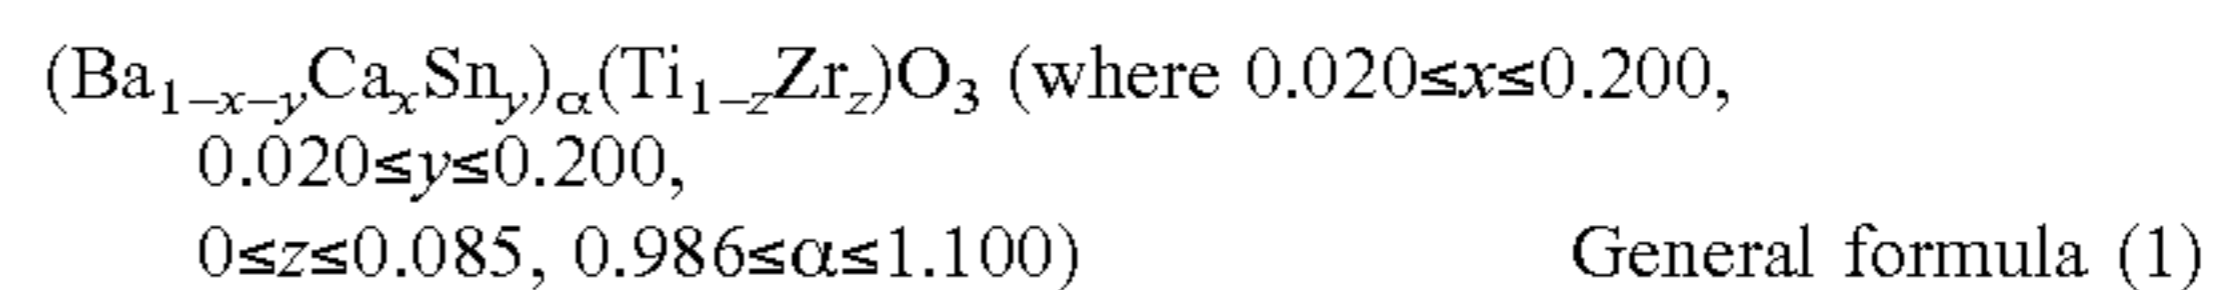 (Ba₁₋ₓ₋ᵧCaₓSnᵧ)α(Ti₁₋zZrz)O₃ (where 0.020≤x≤0.200,
0.020≤y≤0.200,
0≤z≤0.085, 0.986≤α≤1.100) General formula (1)